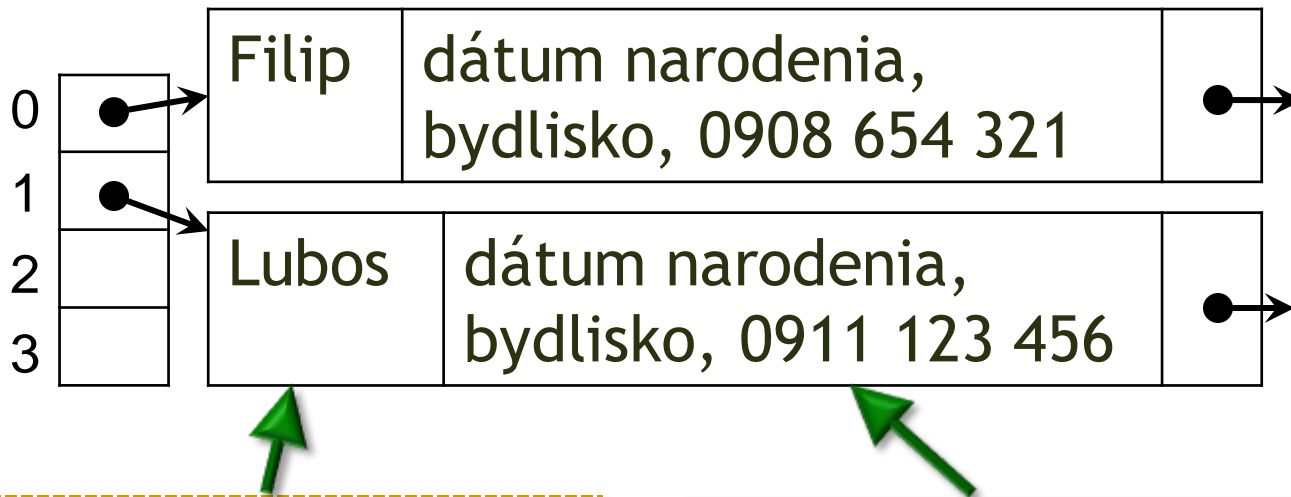 Filip dátum narodenia,
bydlisko, 0908 654 321
0
1
Lubos dátum narodenia,
bydlisko, 0911 123 456
2
3